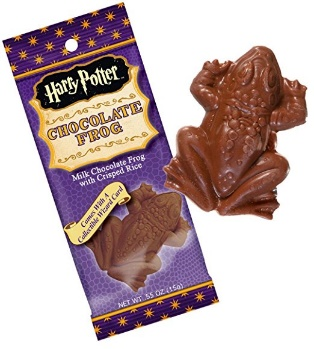 Harry Potter
CHOCOLATE
FROG
Milk Chocolate Frog
with Crisped Rice
Comes With A
Collectible Wizard Card
NET WT. .55 OZ (15g)